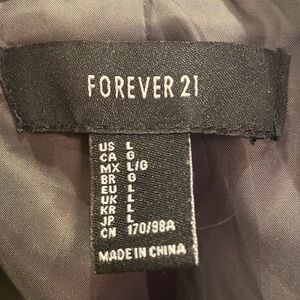 FOREVER 21
US L
CA G
MX L/G
BR G
EU L
UK L
KR L
JP L
CN 170/98A
MADE IN CHINA